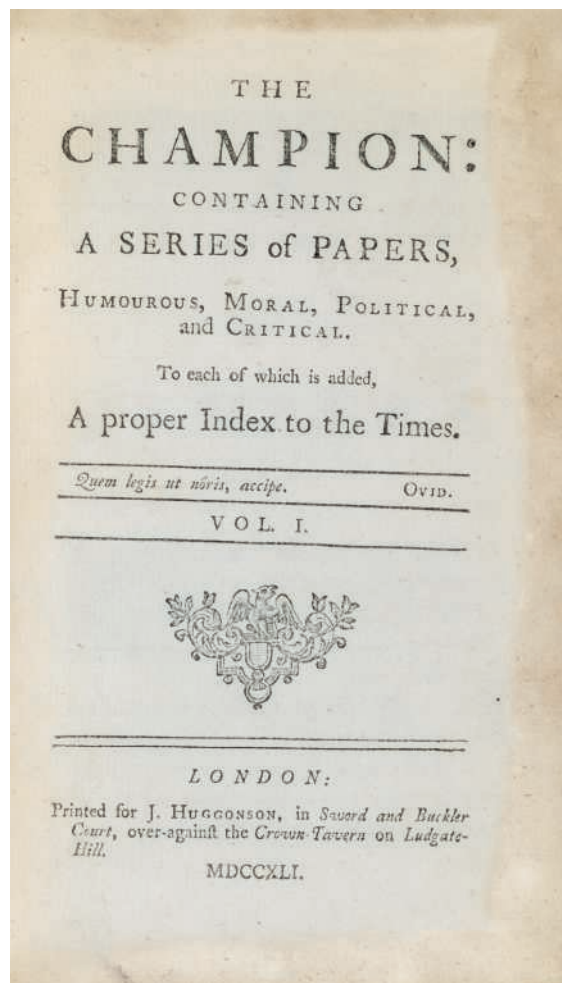 THE
CHAMPION:
CONTAINING
A SERIES of PAPERS,
HUMOUROUS, MORAL, POLITICAL,
and CRITICAL.
To each of which is added,
A proper Index to the Times.
Quem legis ut nôris, accipe. OVID.
VOL. I.
LONDON:
Printed for J. HUGGONSON, in Sword and Buckler
Court, over-againſt the Crown-Tavern on Ludgate-
Hill.
MDCCXLI.